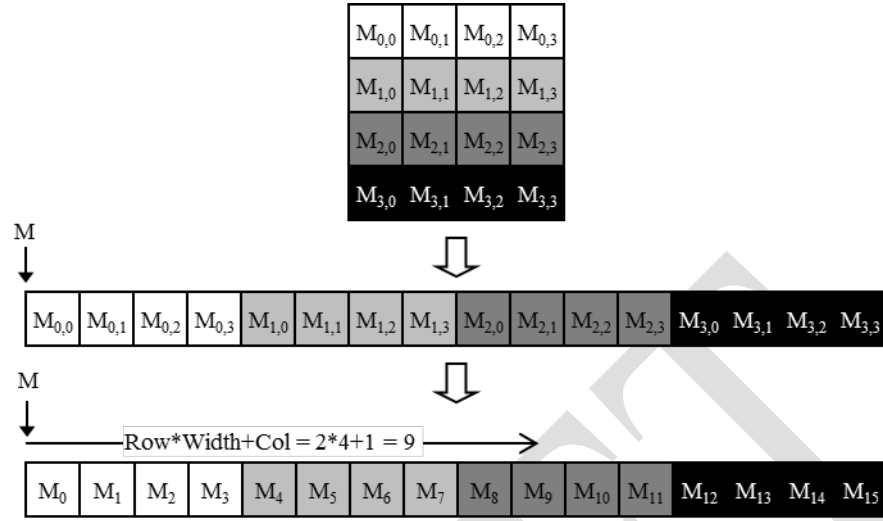 M0,0 M0,1 M0,2 M0,3
M1,0 M1,1 M1,2 M1,3
M2,0 M2,1 M2,2 M2,3
M3,0 M3,1 M3,2 M3,3
M
M0,0 M0,1 M0,2 M0,3 M1,0 M1,1 M1,2 M1,3 M2,0 M2,1 M2,2 M2,3 M3,0 M3,1 M3,2 M3,3
M
Row*Width+Col = 2*4+1 = 9
M0 M1 M2 M3 M4 M5 M6 M7 M8 M9 M10 M11 M12 M13 M14 M15